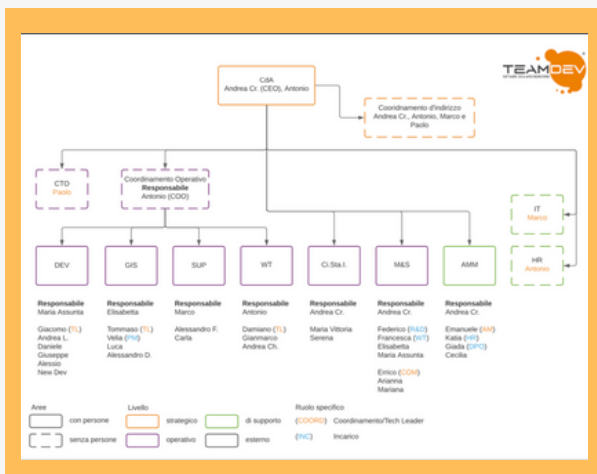 TEAMDEV
CdA
Andrea Cr. (CEO), Antonio
Coordinamento d'indirizzo
Andrea Cr., Antonio, Marco e
Paolo
CTO
Paolo
Coordinamento Operativo
Responsabile
Antonio (COO)
IT
Marco
HR
Antonio
DEV
GIS
SUP
WT
Ci.Sta.I.
M&S
AMM
Responsabile
Maria Assunta
Giacomo (TL)
Andrea L.
Daniele
Giuseppe
Alessio
New Dev
Responsabile
Elisabetta
Tommaso (TL)
Velia (PM)
Luca
Alessandro D.
Responsabile
Marco
Alessandro F.
Carla
Responsabile
Antonio
Damiano (TL)
Gianmarco
Andrea Ch.
Responsabile
Andrea Cr.
Maria Vittoria
Serena
Responsabile
Andrea Cr.
Federico (R&D)
Francesca (WT)
Elisabetta
Maria Assunta
Errico (COM)
Arianna
Mariana
Responsabile
Andrea Cr.
Emanuele (AM)
Katia (HR)
Giada (DPO)
Cecilia
Aree
con persone
senza persone
Livello
strategico
operativo
di supporto
esterno
Ruolo specifico
(COORD) Coordinamento/Tech Leader
(INC) Incarico